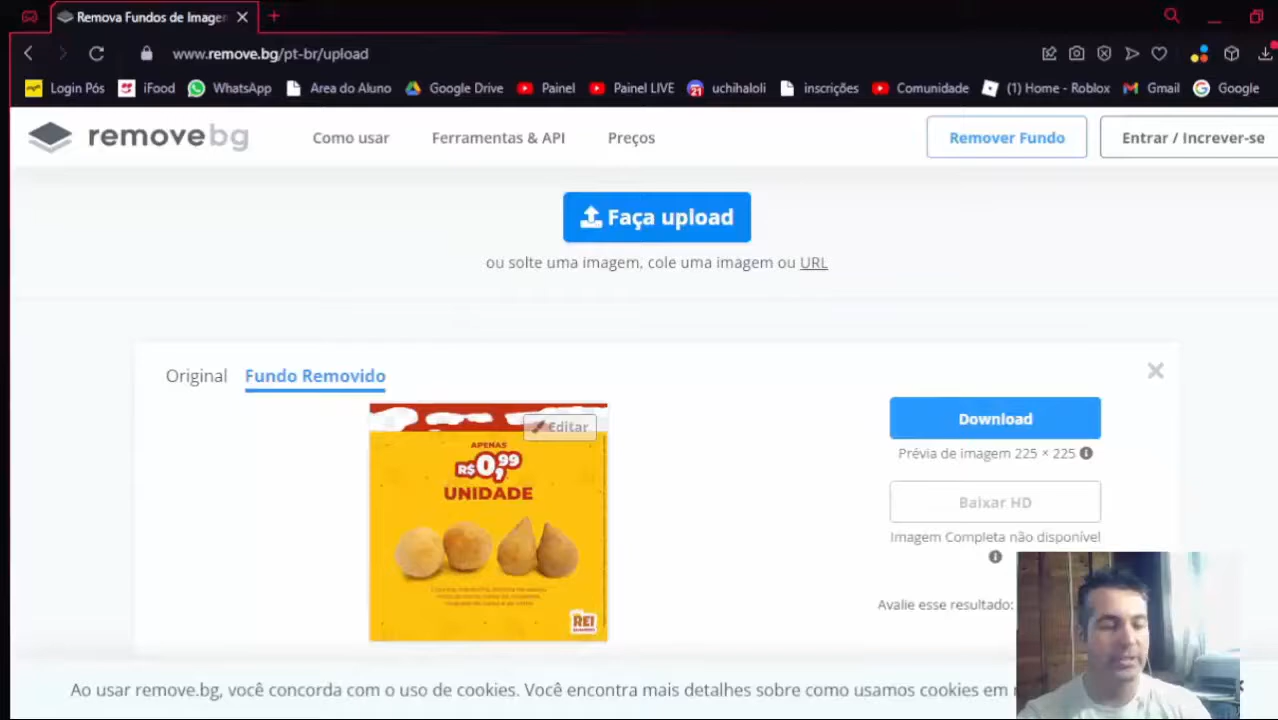 Remova Fundos de Imagen
www.remove.bg/pt-br/upload
Login Pós
iFood
WhatsApp
Area do Aluno
Google Drive
Painel
Painel LIVE
21
uchihaloli
inscrições
Comunidade
(1) Home - Roblox
Gmail
Google
removebg
Como usar
Ferramentas & API
Preços
Remover Fundo
Entrar / Increver-se
Faça upload
ou solte uma imagem, cole uma imagem ou URL
Original
Fundo Removido
Editar
APENAS
R$0,99
UNIDADE
REI
Download
Prévia de imagem 225 × 225
Baixar HD
Imagem Completa não disponível
Avalie esse resultado:
Ao usar remove.bg, você concorda com o uso de cookies. Você encontra mais detalhes sobre como usamos cookies em